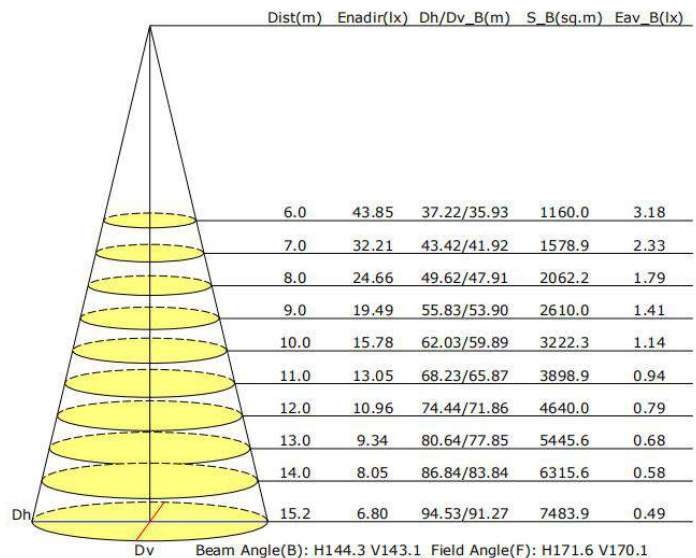 Dist(m) Enadir(lx) Dh/Dv_B(m) S_B(sq.m) Eav_B(lx)
6.0 43.85 37.22/35.93 1160.0 3.18
7.0 32.21 43.42/41.92 1578.9 2.33
8.0 24.66 49.62/47.91 2062.2 1.79
9.0 19.49 55.83/53.90 2610.0 1.41
10.0 15.78 62.03/59.89 3222.3 1.14
11.0 13.05 68.23/65.87 3898.9 0.94
12.0 10.96 74.44/71.86 4640.0 0.79
13.0 9.34 80.64/77.85 5445.6 0.68
14.0 8.05 86.84/83.84 6315.6 0.58
Dh 15.2 6.80 94.53/91.27 7483.9 0.49
Dv Beam Angle(B): H144.3 V143.1 Field Angle(F): H171.6 V170.1